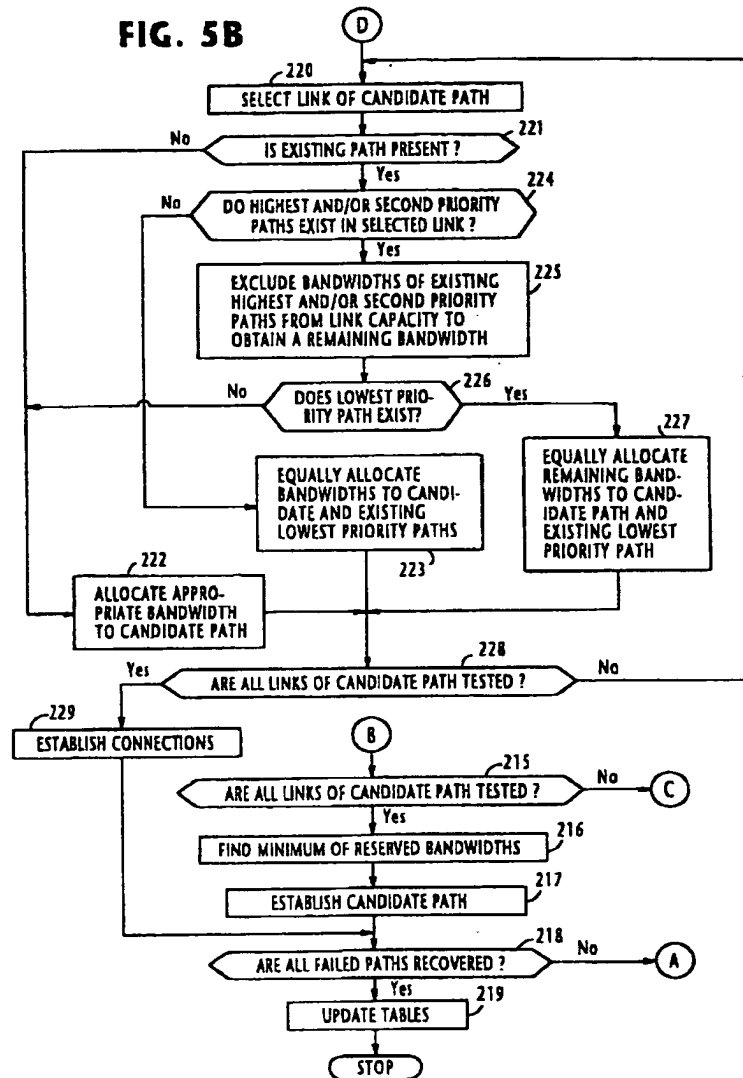 FIG. 5B
D
220
SELECT LINK OF CANDIDATE PATH
221
No
IS EXISTING PATH PRESENT ?
Yes
224
No
DO HIGHEST AND/OR SECOND PRIORITY
PATHS EXIST IN SELECTED LINK ?
Yes
225
EXCLUDE BANDWIDTHS OF EXISTING
HIGHEST AND/OR SECOND PRIORITY
PATHS FROM LINK CAPACITY TO
OBTAIN A REMAINING BANDWIDTH
226
No
DOES LOWEST PRIO-
RITY PATH EXIST?
Yes
227
EQUALLY ALLOCATE
REMAINING BAND-
WIDTHS TO CAND-
IDATE PATH AND
EXISTING LOWEST
PRIORITY PATH
EQUALLY ALLOCATE
BANDWIDTHS TO CANDI-
DATE AND EXISTING
LOWEST PRIORITY PATHS
223
222
ALLOCATE APPRO-
PRIATE BANDWIDTH
TO CANDIDATE PATH
228
Yes
ARE ALL LINKS OF CANDIDATE PATH TESTED ?
No
229
ESTABLISH CONNECTIONS
B
215
ARE ALL LINKS OF CANDIDATE PATH TESTED ?
No
C
Yes
FIND MINIMUM OF RESERVED BANDWIDTHS
216
217
ESTABLISH CANDIDATE PATH
218
ARE ALL FAILED PATHS RECOVERED ?
No
A
Yes
219
UPDATE TABLES
STOP